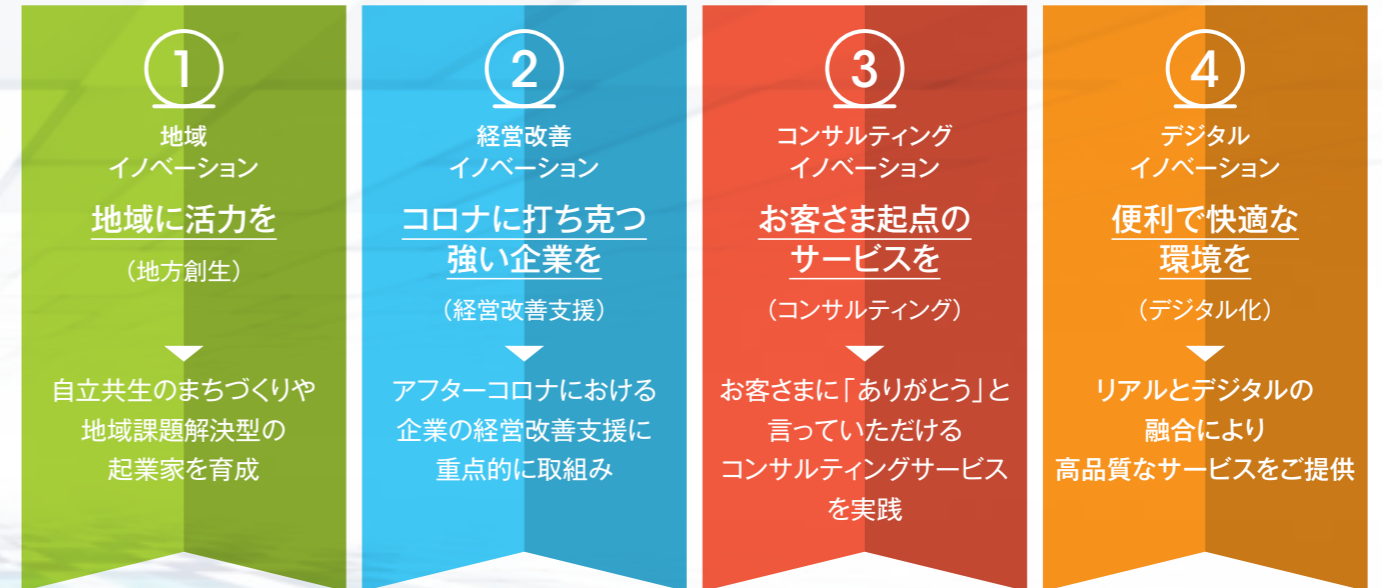 1
地域
イノベーション
地域に活力を
（地方創生）
自立共生のまちづくりや
地域課題解決型の
起業家を育成
2
経営改善
イノベーション
コロナに打ち克つ
強い企業を
（経営改善支援）
アフターコロナにおける
企業の経営改善支援に
重点的に取組み
3
コンサルティング
イノベーション
お客さま起点の
サービスを
（コンサルティング）
お客さまに「ありがとう」と
言っていただける
コンサルティングサービス
を実践
4
デジタル
イノベーション
便利で快適な
環境を
（デジタル化）
リアルとデジタルの
融合により
高品質なサービスをご提供